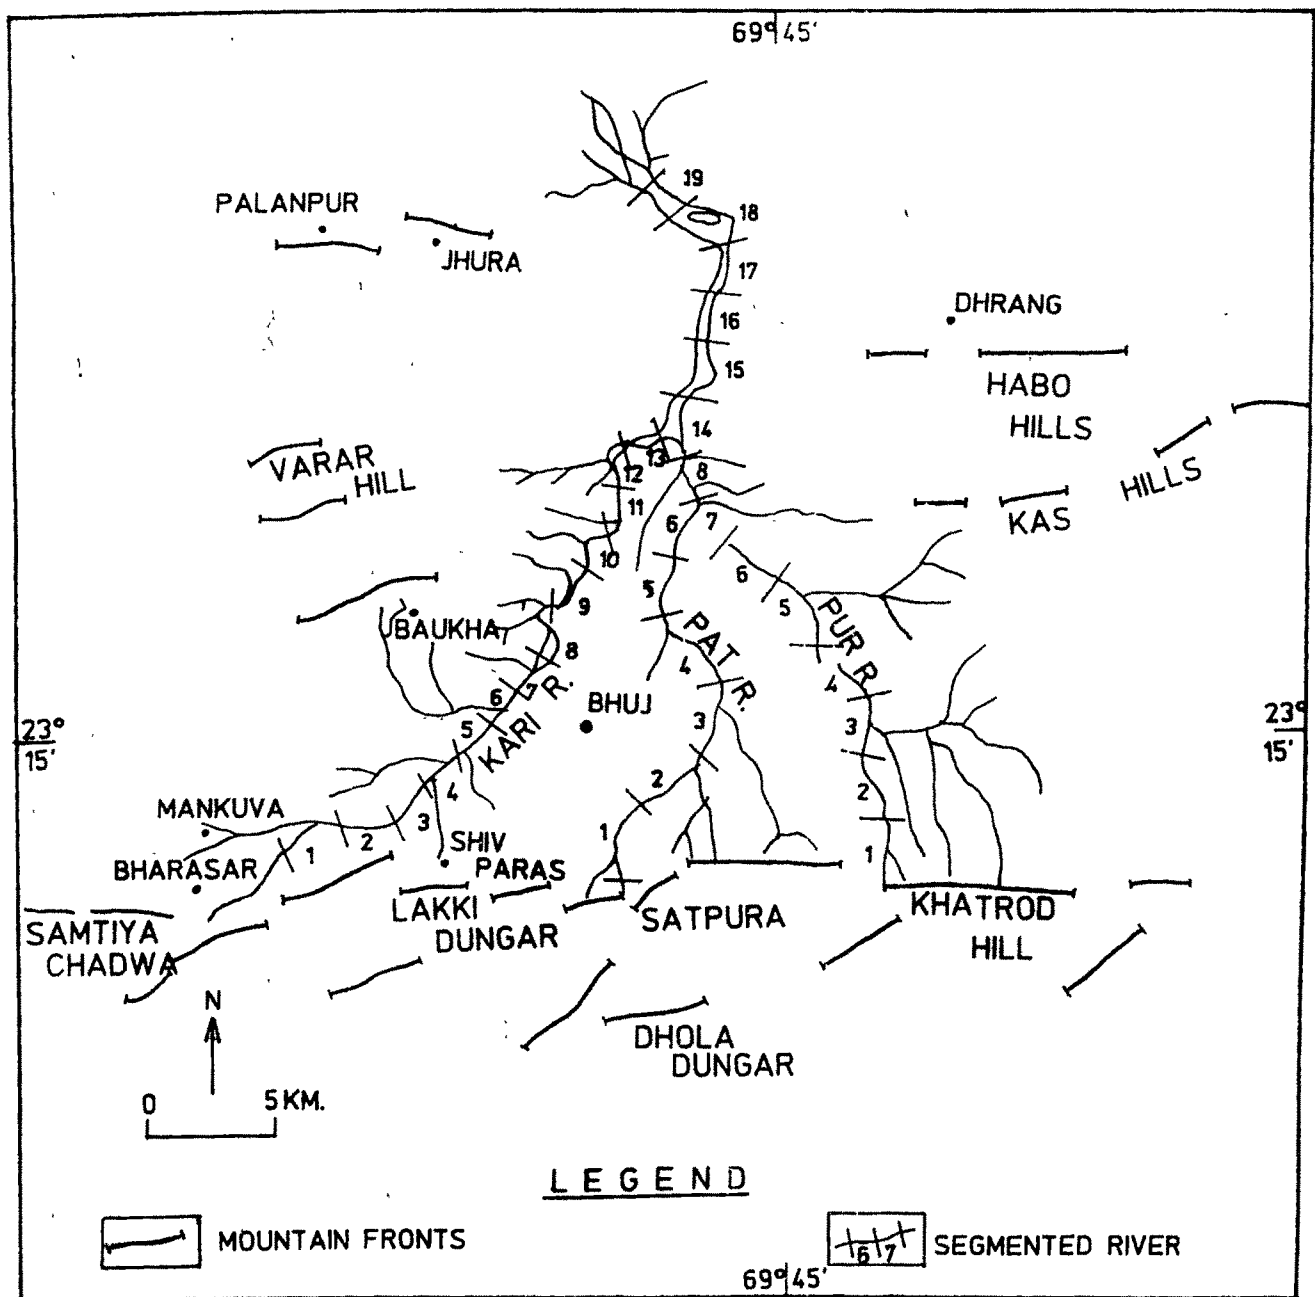 69°45'
19
PALANPUR
18
JHURA
17
DHRANG
16
15
HABO
HILLS
14
VARAR
13
12
8
HILL
HILLS
11
7
KAS
6
10
6
5
5
9
PUR R.
BAUKHA
PAT R.
8
4
4
7
6
KARI R.
BHUJ
3
3
5
23°
15'
23°
15'
4
2
2
MANKUVA
3
2
1
SHIV
PARAS
1
1
BHARASAR
LAKKI
DUNGAR
SATPURA
KHATROD
HILL
SAMTIYA
CHADWA
N
DHOLA
DUNGAR
0 5 KM.
LEGEND
MOUNTAIN FRONTS
6 7 SEGMENTED RIVER
69°45'